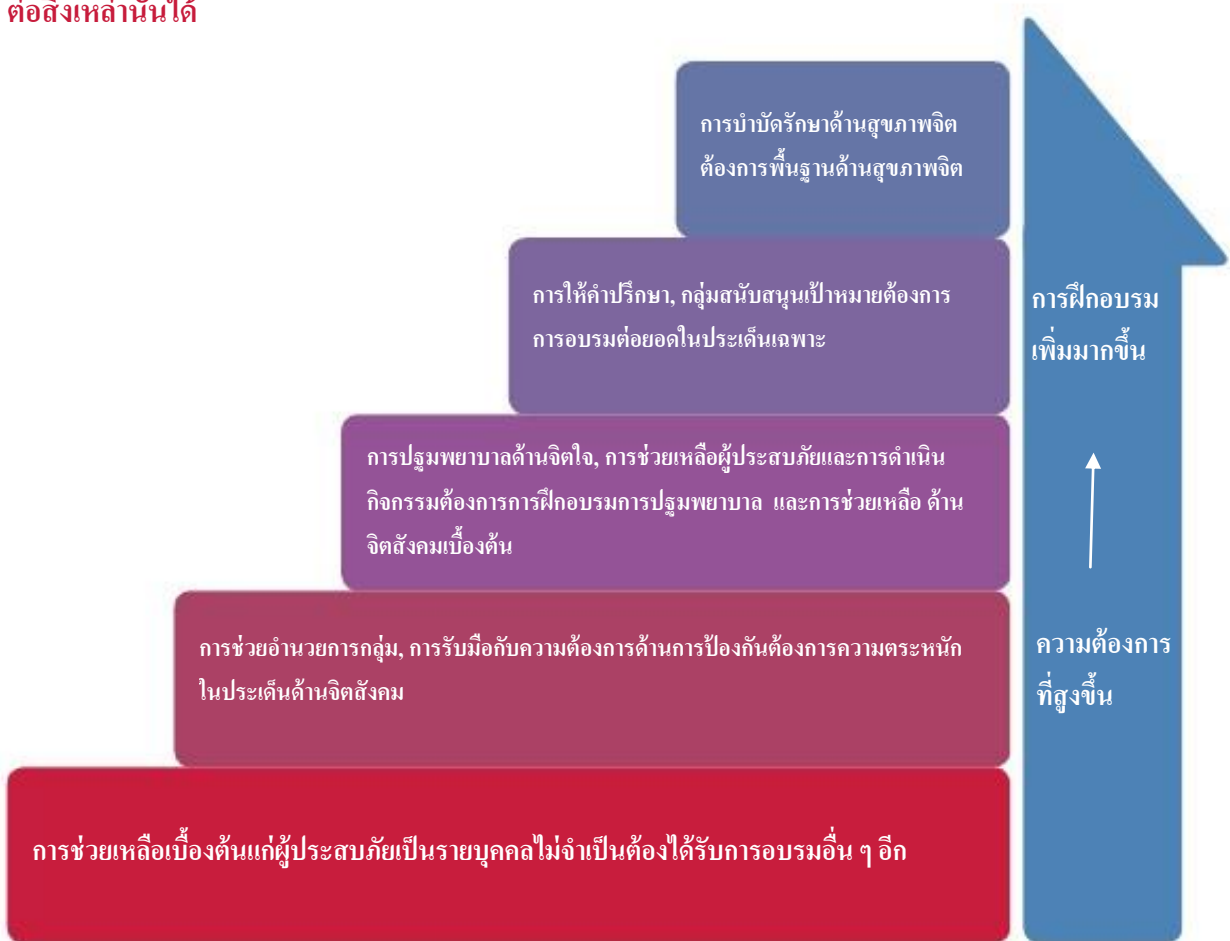 ต่อสิ่งเหล่านั้นได้
การบำบัดรักษาด้านสุขภาพจิต
ต้องการพื้นฐานด้านสุขภาพจิต
การให้คำปรึกษา, กลุ่มสนับสนุนเป้าหมายต้องการ
การอบรมต่อยอดในประเด็นเฉพาะ
การฝึกอบรม
เพิ่มมากขึ้น
การปฐมพยาบาลด้านจิตใจ, การช่วยเหลือผู้ประสบภัยและการดำเนิน
กิจกรรมต้องการการฝึกอบรมการปฐมพยาบาล และการช่วยเหลือ ด้าน
จิตสังคมเบื้องต้น
การช่วยอำนวยการกลุ่ม, การรับมือกับความต้องการด้านการป้องกันต้องการความตระหนัก
ในประเด็นด้านจิตสังคม
ความต้องการ
ที่สูงขึ้น
การช่วยเหลือเบื้องต้นแก่ผู้ประสบภัยเป็นรายบุคคลไม่จำเป็นต้องได้รับการอบรมอื่น ๆ อีก